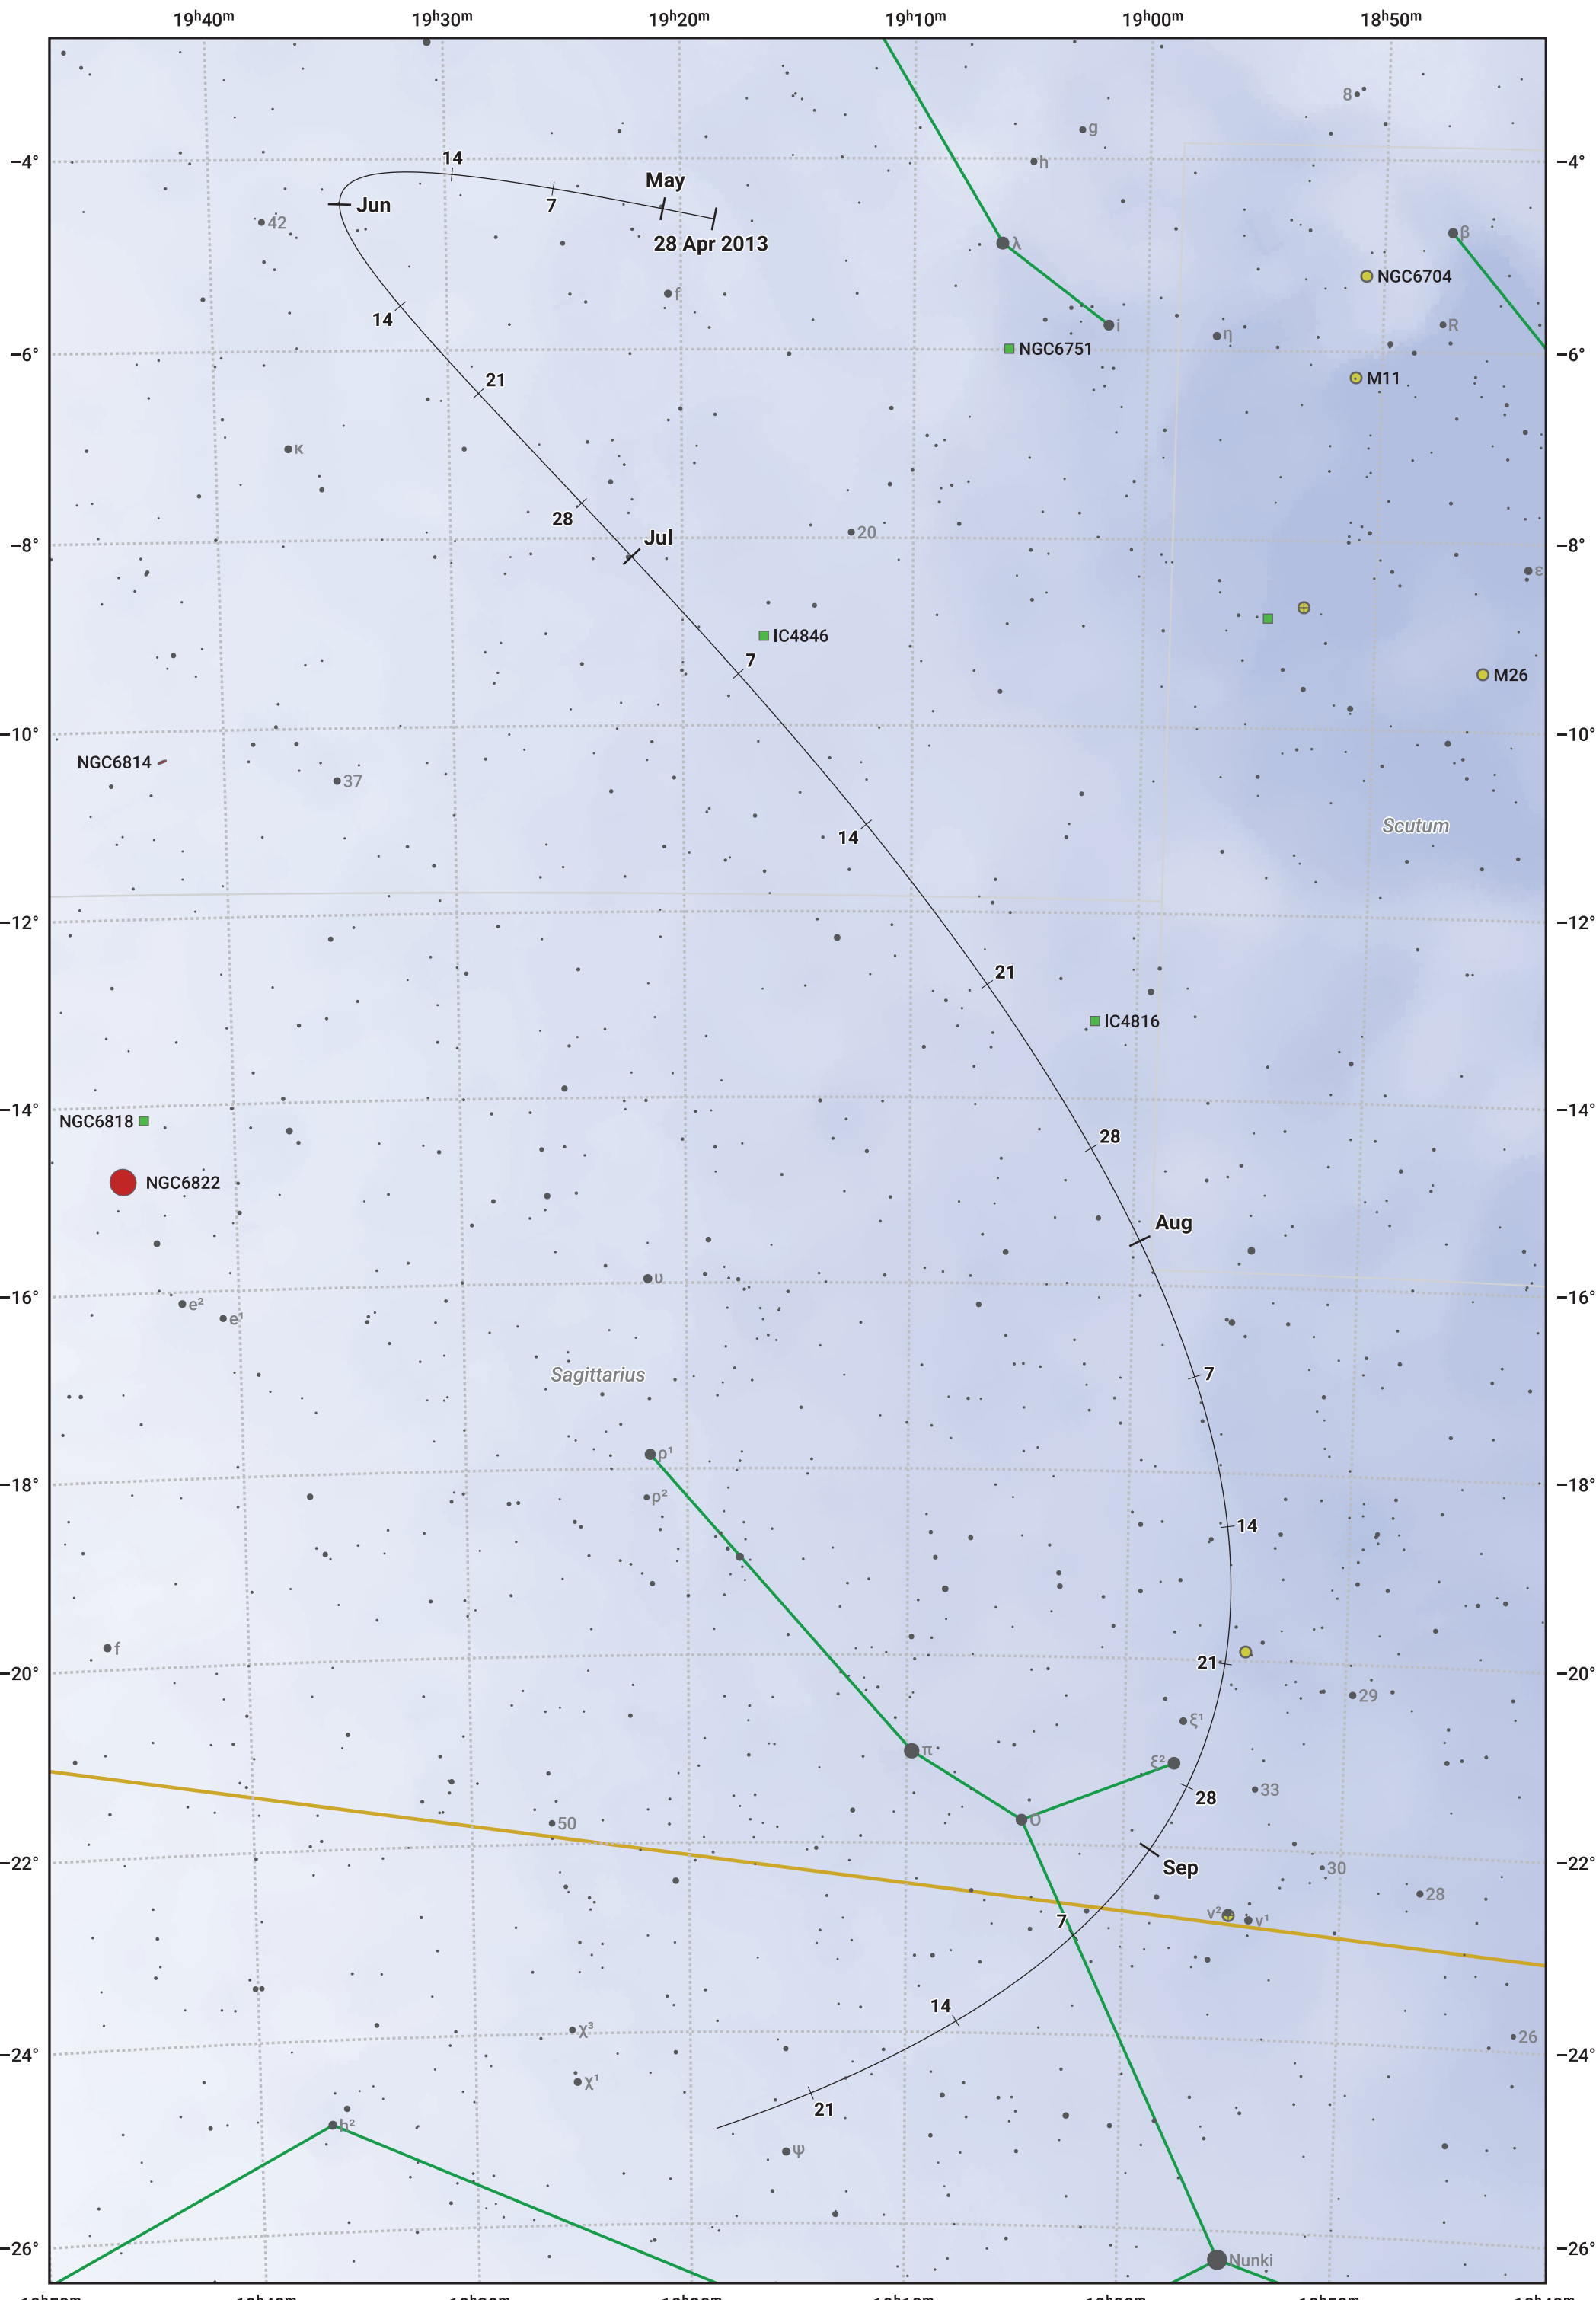 19h40m 19h30m 19h20m 19h10m 19h00m 18h50m
8
g
h
−4° −4°
14
May
Jun
7
42
28 Apr 2013
λ
β
NGC6704
f
14
i
η
R
NGC6751
−6° −6°
21
M11
κ
28
Jul
20
−8° −8°
ε
IC4846
7
M26
−10° −10°
NGC6814
37
14
Scutum
−12° −12°
21
IC4816
−14° −14°
NGC6818
28
NGC6822
Aug
υ
e²
−16° −16°
e¹
Sagittarius
7
ρ¹
−18° −18°
ρ²
14
f
21
−20° −20°
29
ξ¹
π
ξ²
33
28
50
ο
−22° −22°
Sep
30
28
ν²
ν¹
7
14
χ³
26
−24° −24°
χ¹
21
h²
ψ
−26° −26°
Nunki